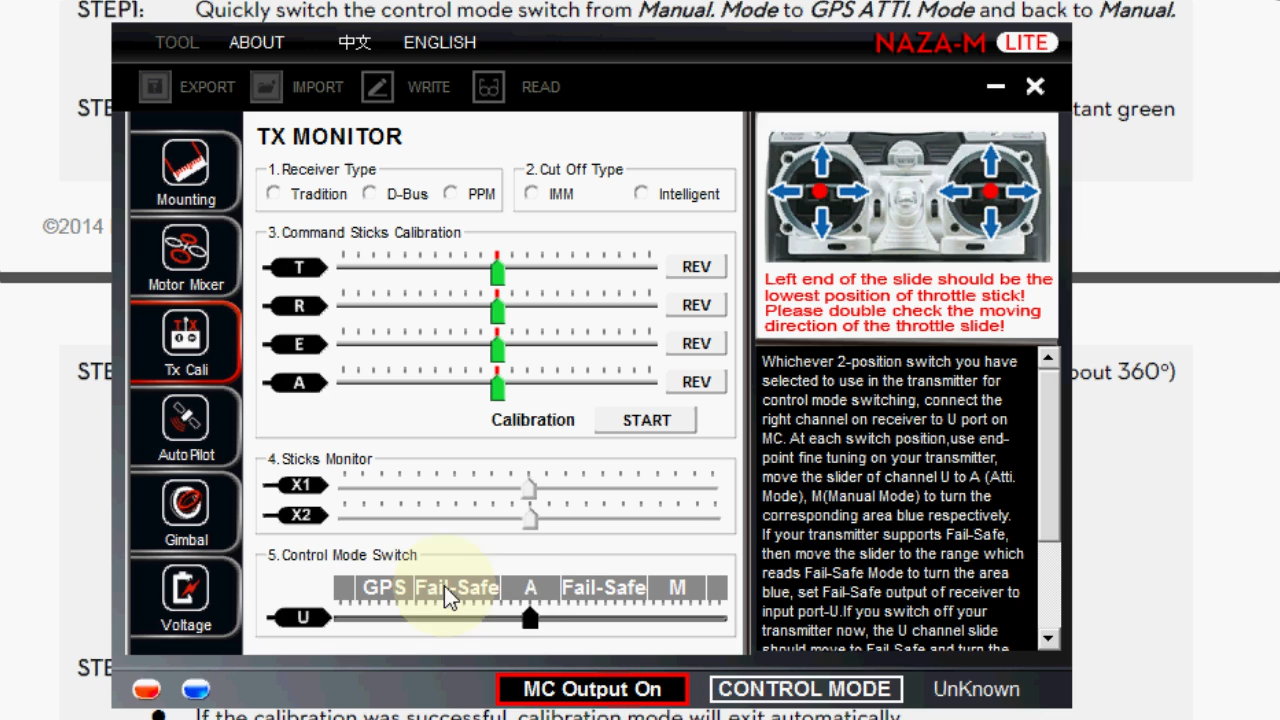 STEP1: Quickly switch the control mode switch from Manual. Mode to GPS ATTI. Mode and back to Manual.
TOOL ABOUT 中文 ENGLISH NAZA-M LITE
EXPORT IMPORT WRITE READ
STE
tant green
©2014
STE
bout 360°)
STE
Mounting
Motor Mixer
Tx Cali
Auto Pilot
Gimbal
Voltage
TX MONITOR
1.Receiver Type
Tradition D-Bus PPM
2.Cut Off Type
IMM Intelligent
3.Command Sticks Calibration
T REV
R REV
E REV
A REV
Calibration START
4.Sticks Monitor
X1
X2
5.Control Mode Switch
GPS Fail-Safe A Fail-Safe M
U
Left end of the slide should be the
lowest position of throttle stick!
Please double check the moving
direction of the throttle slide!
Whichever 2-position switch you have
selected to use in the transmitter for
control mode switching, connect the
right channel on receiver to U port on
MC. At each switch position,use end-
point fine tuning on your transmitter,
move the slider of channel U to A (Atti.
Mode), M(Manual Mode) to turn the
corresponding area blue respectively.
If your transmitter supports Fail-Safe,
then move the slider to the range which
reads Fail-Safe Mode to turn the area
blue, set Fail-Safe output of receiver to
input port-U.If you switch off your
transmitter now, the U channel slide
should move to Fail Safe and turn the
MC Output On CONTROL MODE UnKnown
If the calibration was successful, calibration mode will exit automatically